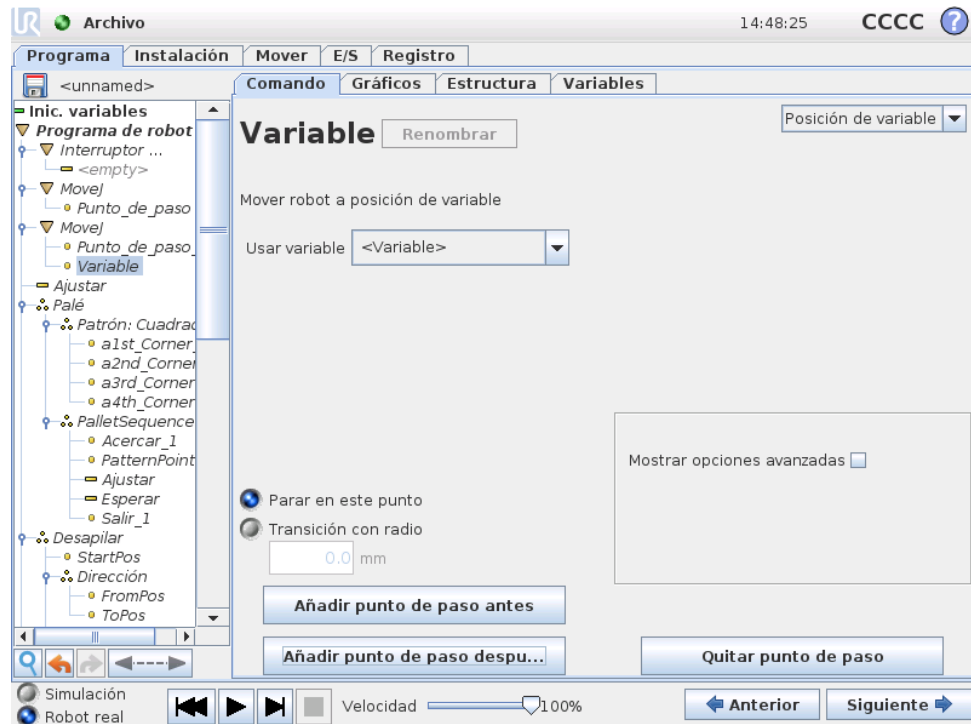 UR Archivo 14:48:25 CCCC ?
Programa Instalación Mover E/S Registro
<unnamed>
Comando Gráficos Estructura Variables
Inic. variables
Programa de robot
Interruptor ...
<empty>
MoveJ
Punto_de_paso
MoveJ
Punto_de_paso_
Variable
Ajustar
Palé
Patrón: Cuadrad
a1st_Corner_
a2nd_Corner
a3rd_Corner
a4th_Corner
PalletSequence
Acercar_1
PatternPoint
Ajustar
Esperar
Salir_1
Desapilar
StartPos
Dirección
FromPos
ToPos
Variable Renombrar
Posición de variable
Mover robot a posición de variable
Usar variable <Variable>
Mostrar opciones avanzadas
Parar en este punto
Transición con radio
0.0 mm
Añadir punto de paso antes
Añadir punto de paso despu...
Quitar punto de paso
Simulación
Robot real
Velocidad 100%
Anterior Siguiente